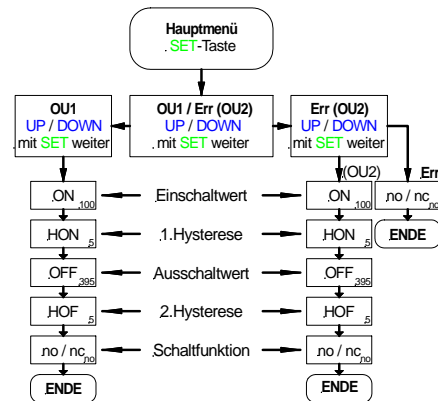 Hauptmenü
.SET-Taste
OU1
UP / DOWN
.mit SET weiter
OU1 / Err (OU2)
UP / DOWN
.mit SET weiter
Err (OU2)
UP / DOWN
.mit SET weiter
(OU2)
Err
.ON
.100
.Einschaltwert
.ON
.100
.no / nc
.no
.HON
.5
.1.Hysterese
.HON
.5
ENDE
.OFF
.395
.Ausschaltwert
.OFF
.395
.HOF
.5
.2.Hysterese
.HOF
.5
.no / nc
.no
.Schaltfunktion
.no / nc
.no
.ENDE
.ENDE